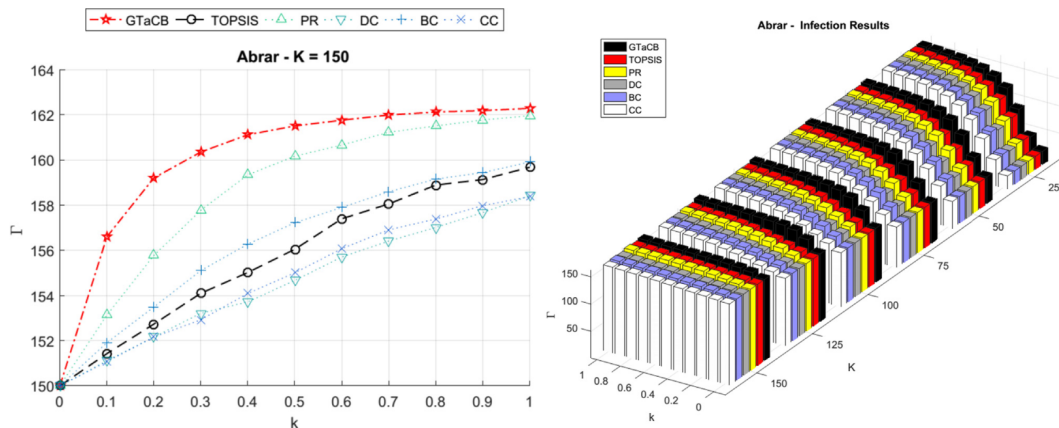 GTaCB TOPSIS PR DC BC CC
Abrar - K = 150
164
162
160
158
156
154
152
150
Γ
0 0.1 0.2 0.3 0.4 0.5 0.6 0.7 0.8 0.9 1
k
Abrar - Infection Results
GTaCB
TOPSIS
PR
DC
BC
CC
150
100
50
Γ
1 0.8 0.6 0.4 0.2 0
k
150
125
100
75
50
25
K